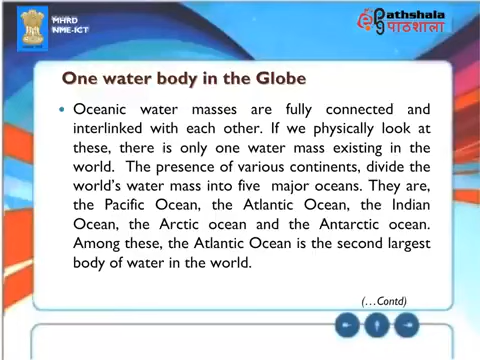 MHRD
NME-ICT
Pathshala
पाठशाला
One water body in the Globe
• Oceanic water masses are fully connected and
interlinked with each other. If we physically look at
these, there is only one water mass existing in the
world. The presence of various continents, divide the
world's water mass into five major oceans. They are,
the Pacific Ocean, the Atlantic Ocean, the Indian
Ocean, the Arctic ocean and the Antarctic ocean.
Among these, the Atlantic Ocean is the second largest
body of water in the world.
(…Contd)